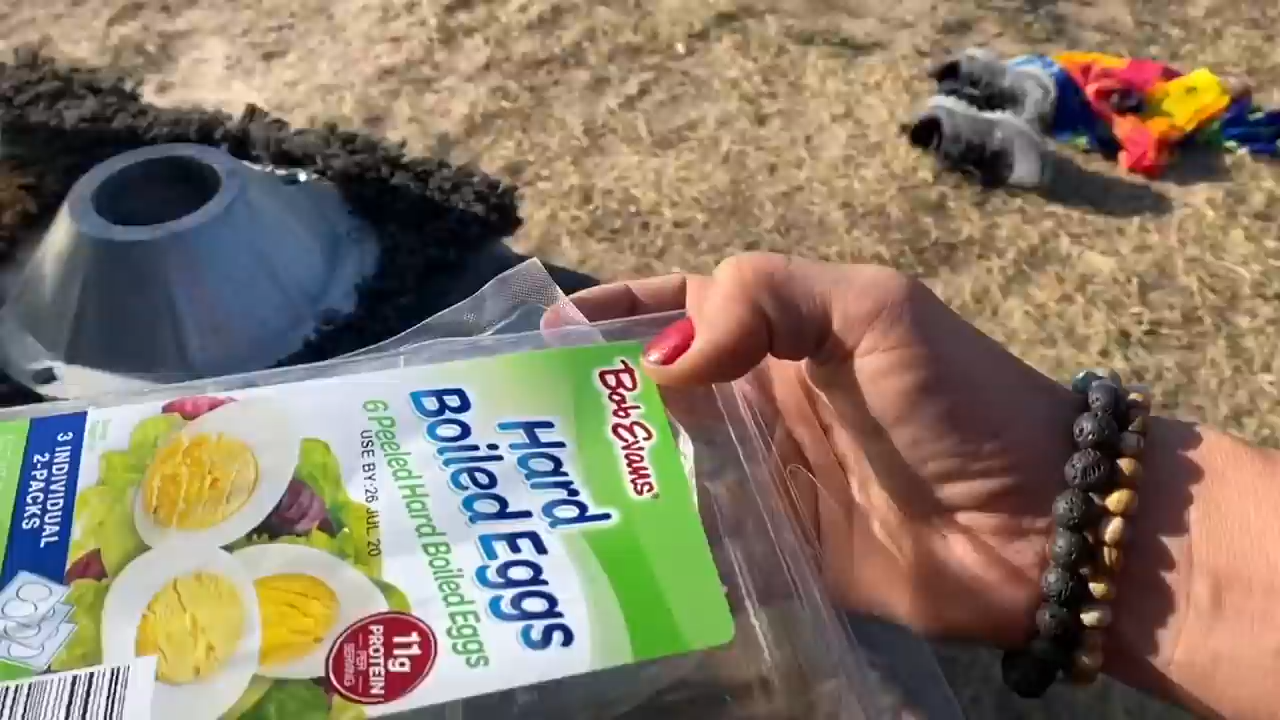 Bob Evans®
Hard
Boiled Eggs
6 Peeled Hard Boiled Eggs
USE BY:26 JUL 20
11g
PROTEIN
PER
SERVING
3 INDIVIDUAL
2-PACKS